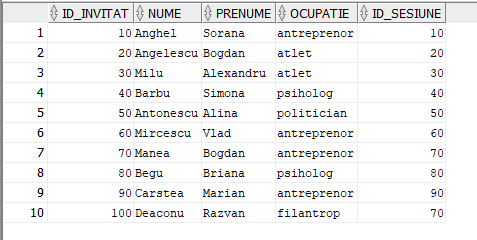 ID_INVITAT NUME PRENUME OCUPATIE ID_SESIUNE
1 10 Anghel Sorana antreprenor 10
2 20 Angelescu Bogdan atlet 20
3 30 Milu Alexandru atlet 30
4 40 Barbu Simona psiholog 40
5 50 Antonescu Alina politician 50
6 60 Mircescu Vlad antreprenor 60
7 70 Manea Bogdan antreprenor 70
8 80 Begu Briana psiholog 80
9 90 Carstea Marian antreprenor 90
10 100 Deaconu Razvan filantrop 70